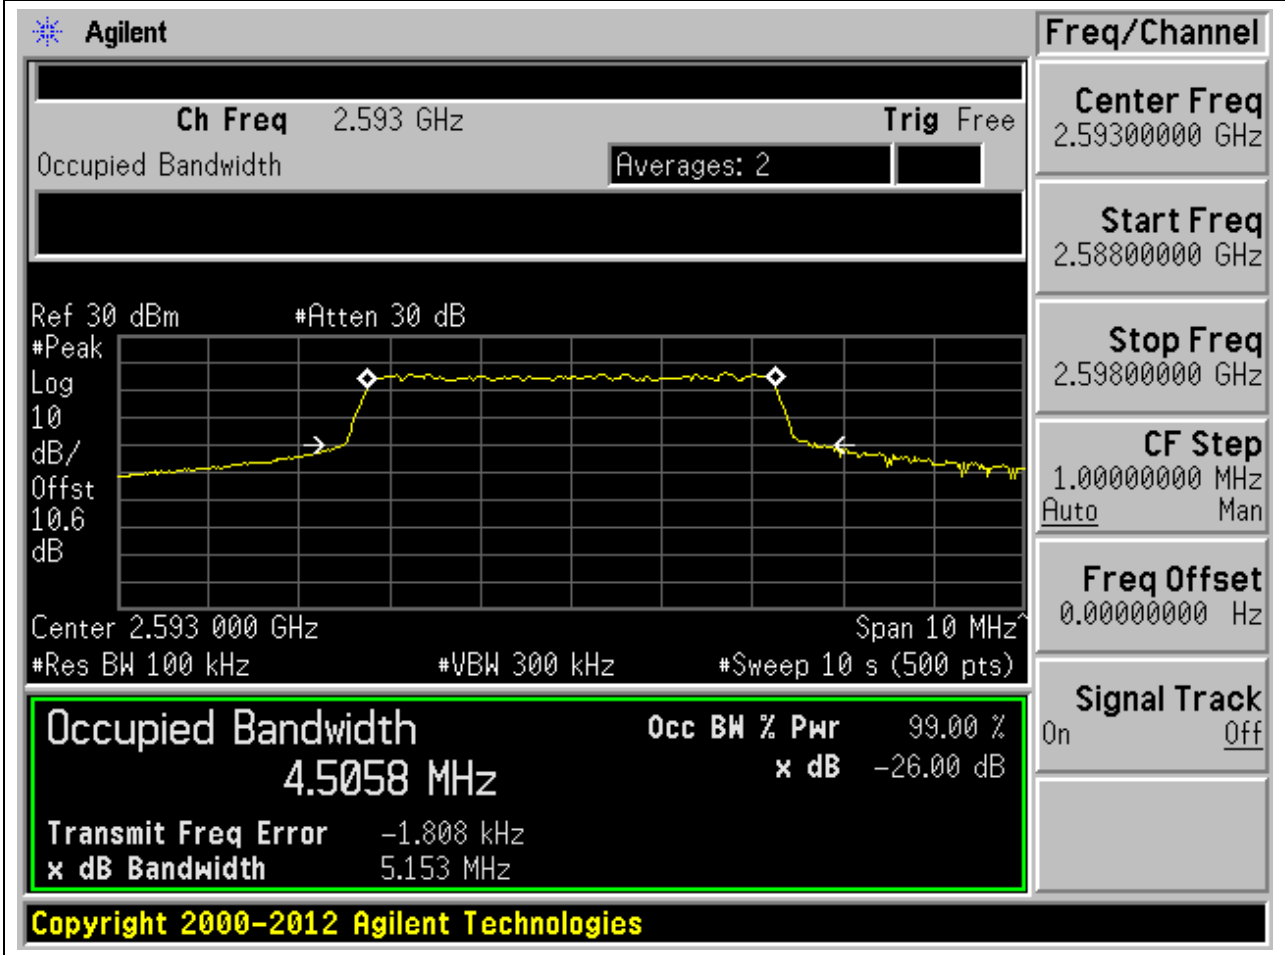 Agilent
Freq/Channel
Ch Freq 2.593 GHz Trig Free
Occupied Bandwidth Averages: 2
Ref 30 dBm #Atten 30 dB
#Peak
Log
10
dB/
Offst
10.6
dB
Center 2.593 000 GHz Span 10 MHz^
#Res BW 100 kHz #VBW 300 kHz #Sweep 10 s (500 pts)
Occupied Bandwidth Occ BW % Pwr 99.00 %
4.5058 MHz x dB -26.00 dB
Transmit Freq Error -1.808 kHz
x dB Bandwidth 5.153 MHz
Center Freq
2.59300000 GHz
Start Freq
2.58800000 GHz
Stop Freq
2.59800000 GHz
CF Step
1.00000000 MHz
Auto Man
Freq Offset
0.00000000 Hz
Signal Track
On Off
Copyright 2000-2012 Agilent Technologies